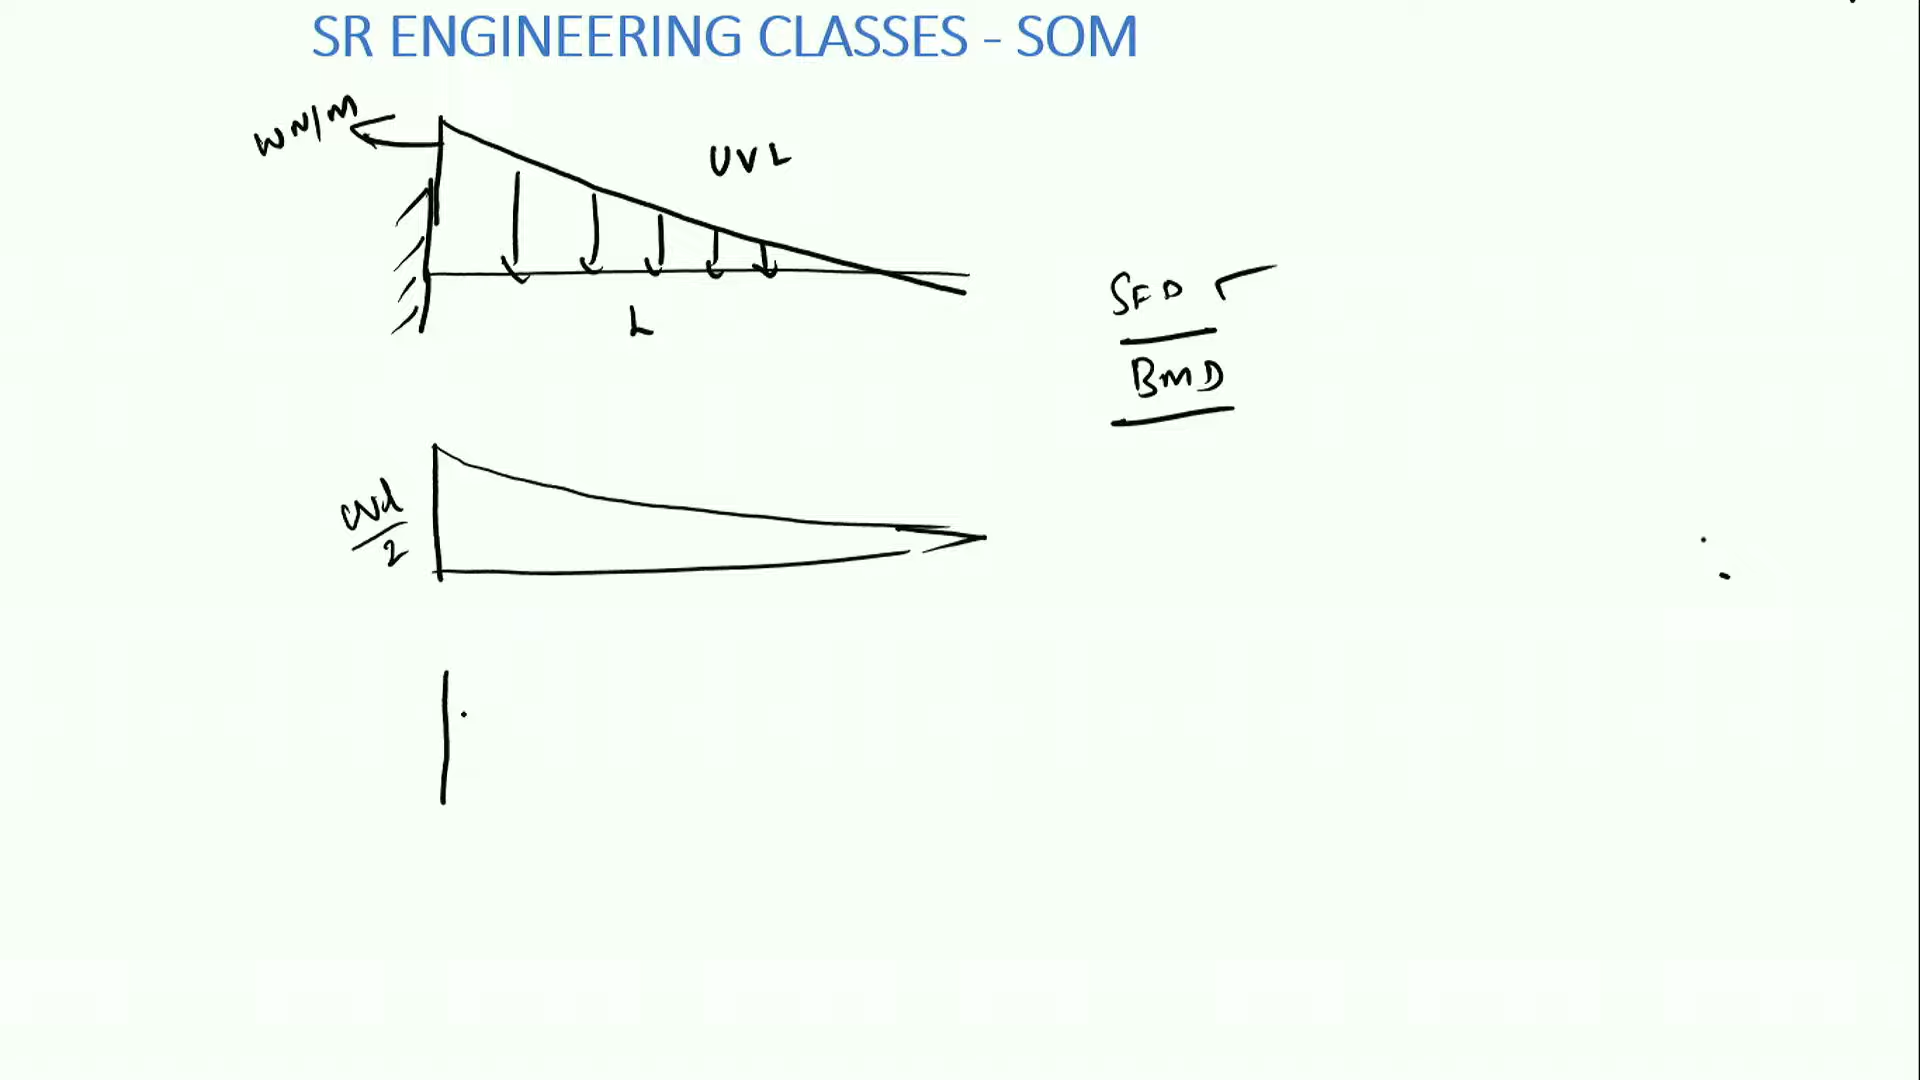 SR ENGINEERING CLASSES - SOM
WN/M
UVL
L
SFD
BMD
WL/2